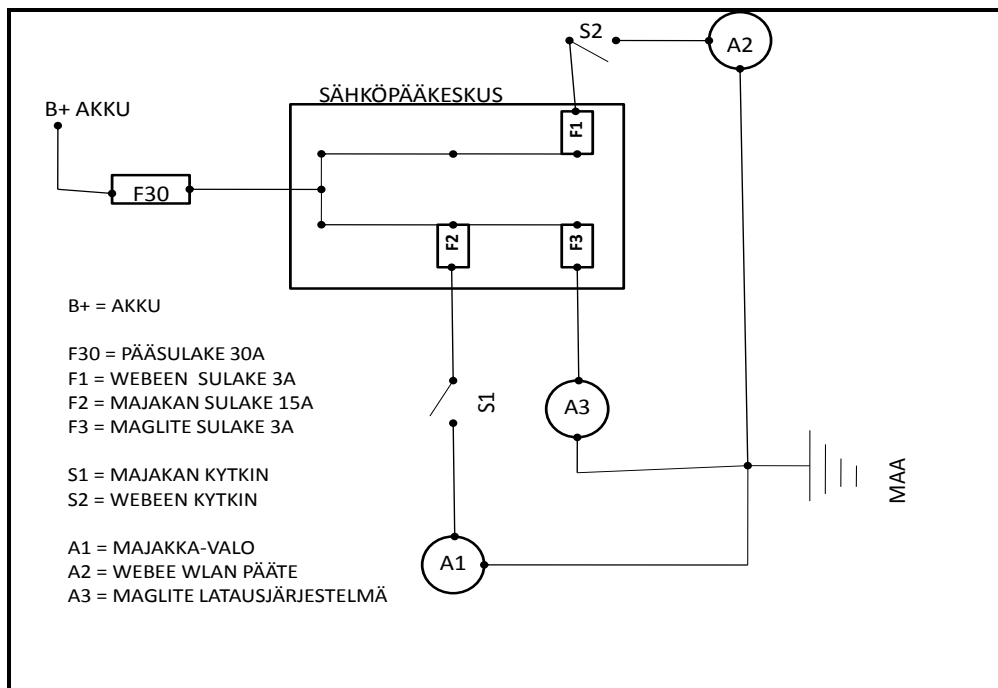 S2
A2
SÄHKÖPÄÄKESKUS
B+ AKKU
F1
F30
F2
F3
B+ = AKKU
F30 = PÄÄSULAKE 30A
F1 = WEBEEN SULAKE 3A
F2 = MAJAKAN SULAKE 15A
F3 = MAGLITE SULAKE 3A
S1
A3
MAA
S1 = MAJAKAN KYTKIN
S2 = WEBEEN KYTKIN
A1 = MAJAKKA-VALO
A2 = WEBEE WLAN PÄÄTE
A3 = MAGLITE LATAUSJÄRJESTELMÄ
A1